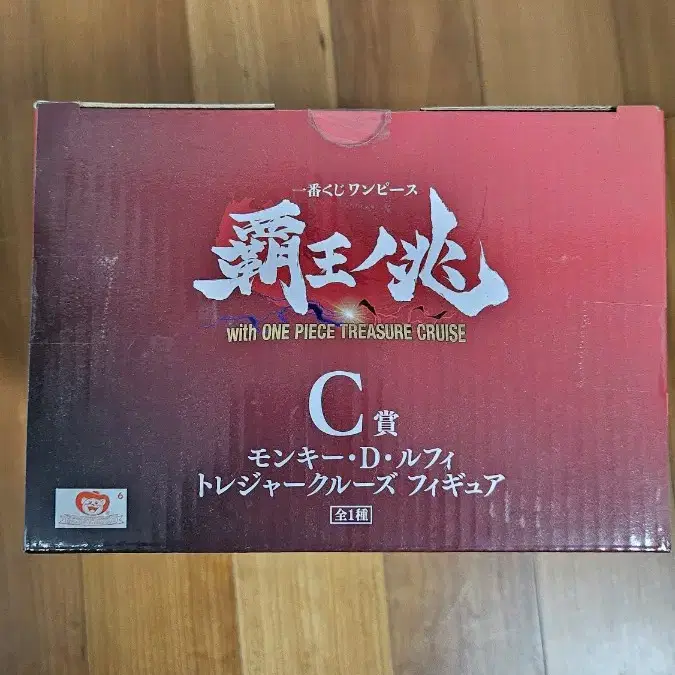 一番くじ ワンピース
覇王ノ兆
with ONE PIECE TREASURE CRUISE
C賞
モンキー・D・ルフィ
トレジャークルーズ フィギュア
全1種
6